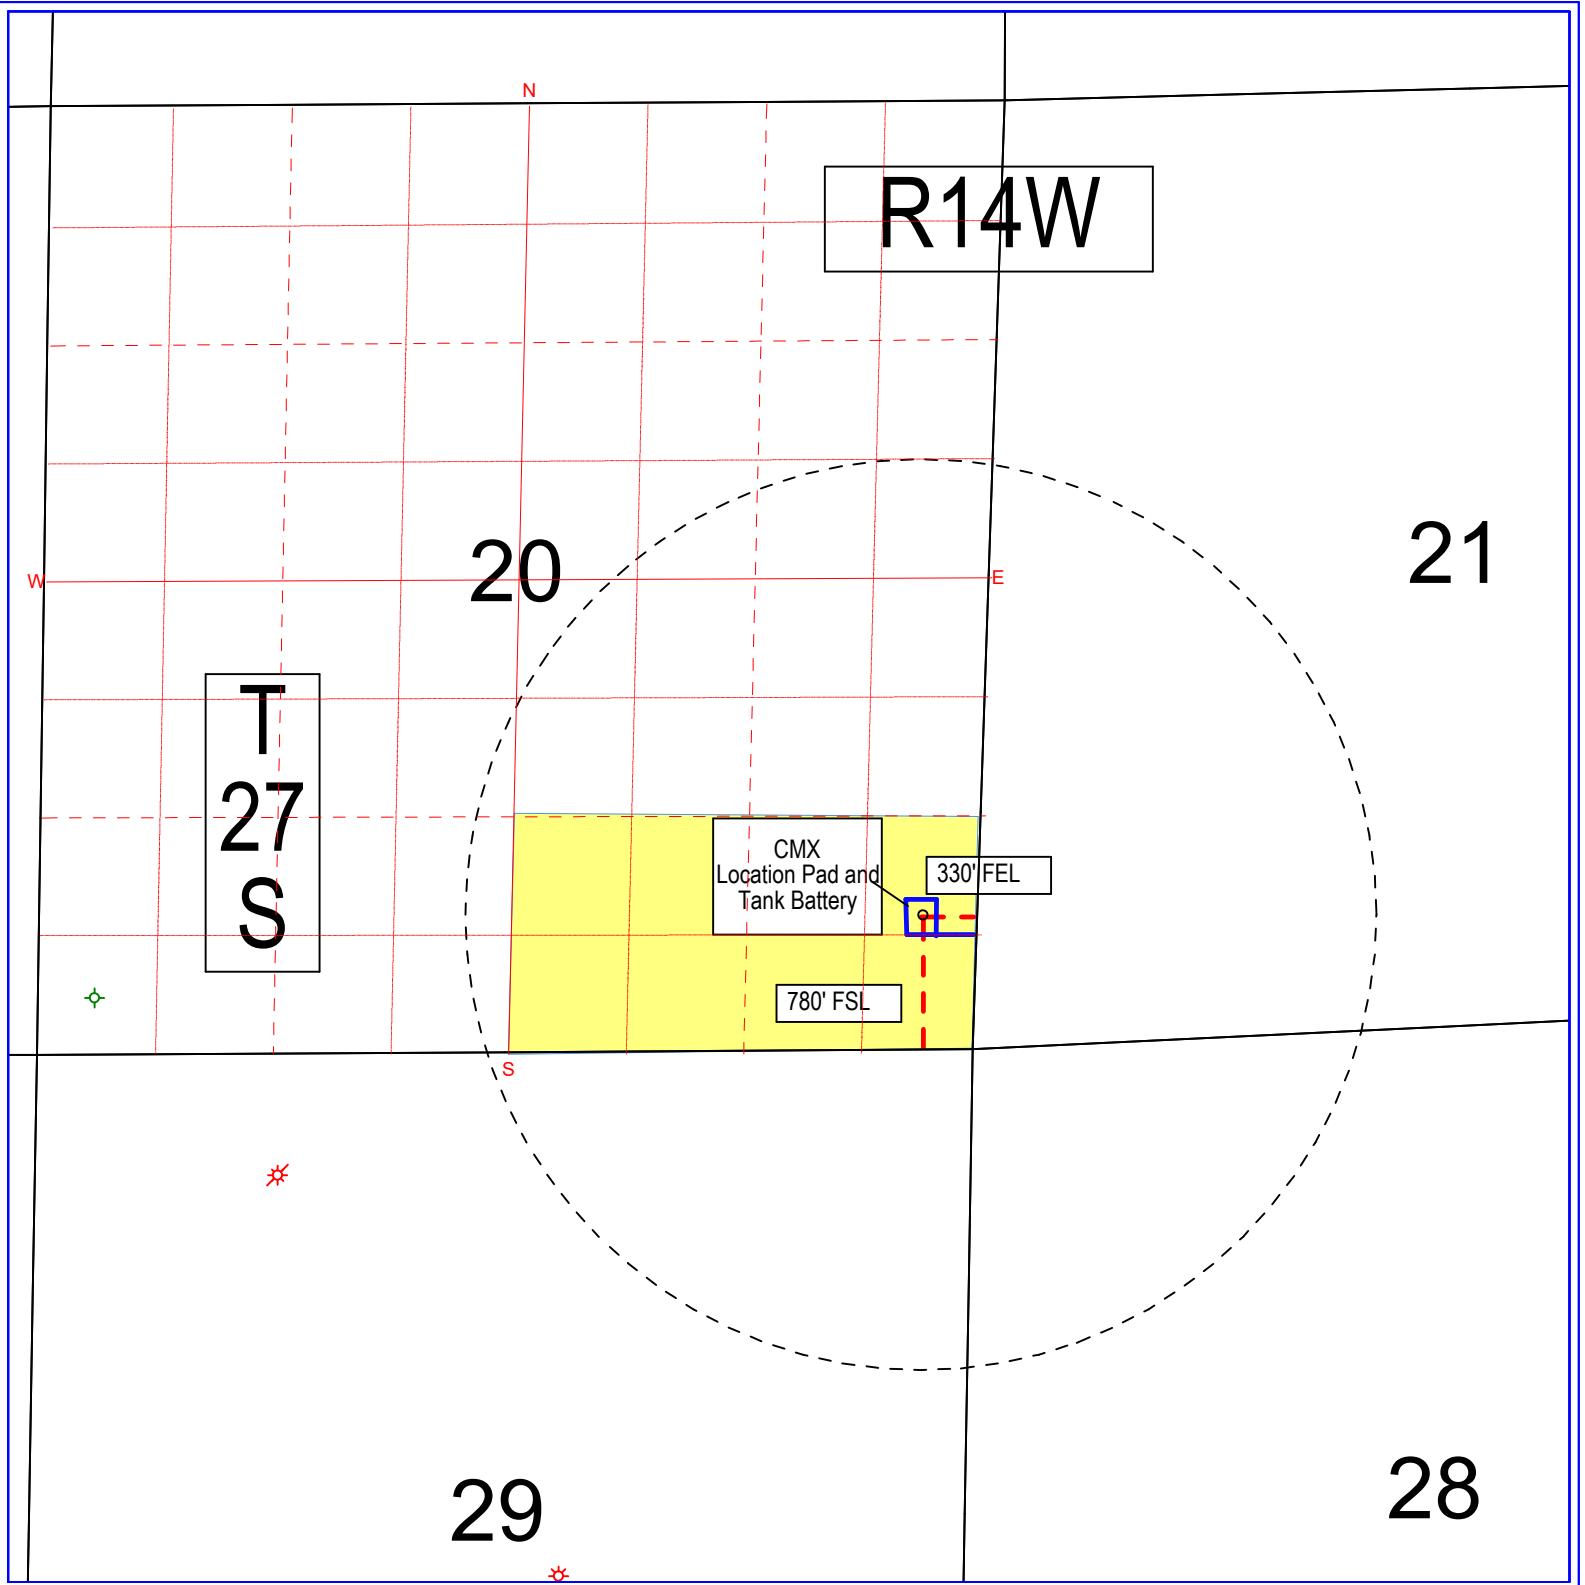 N
R14W
20
21
W
E
T
27
S
CMX
Location Pad and
Tank Battery
330' FEL
780' FSL
S
29
28